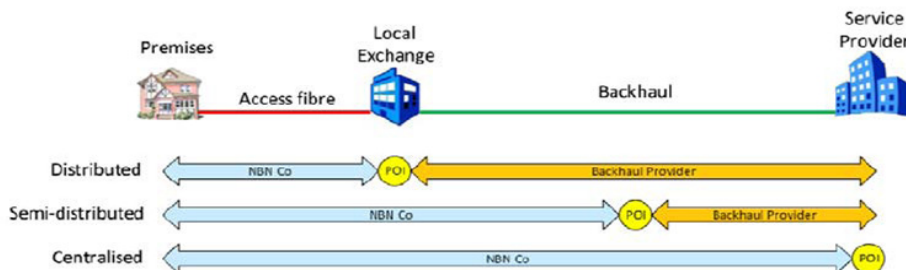 Premises
Local
Exchange
Service
Provider
Access fibre
Backhaul
Distributed
NBN Co
POI
Backhaul Provider
Semi-distributed
NBN Co
POI
Backhaul Provider
Centralised
NBN Co
POI